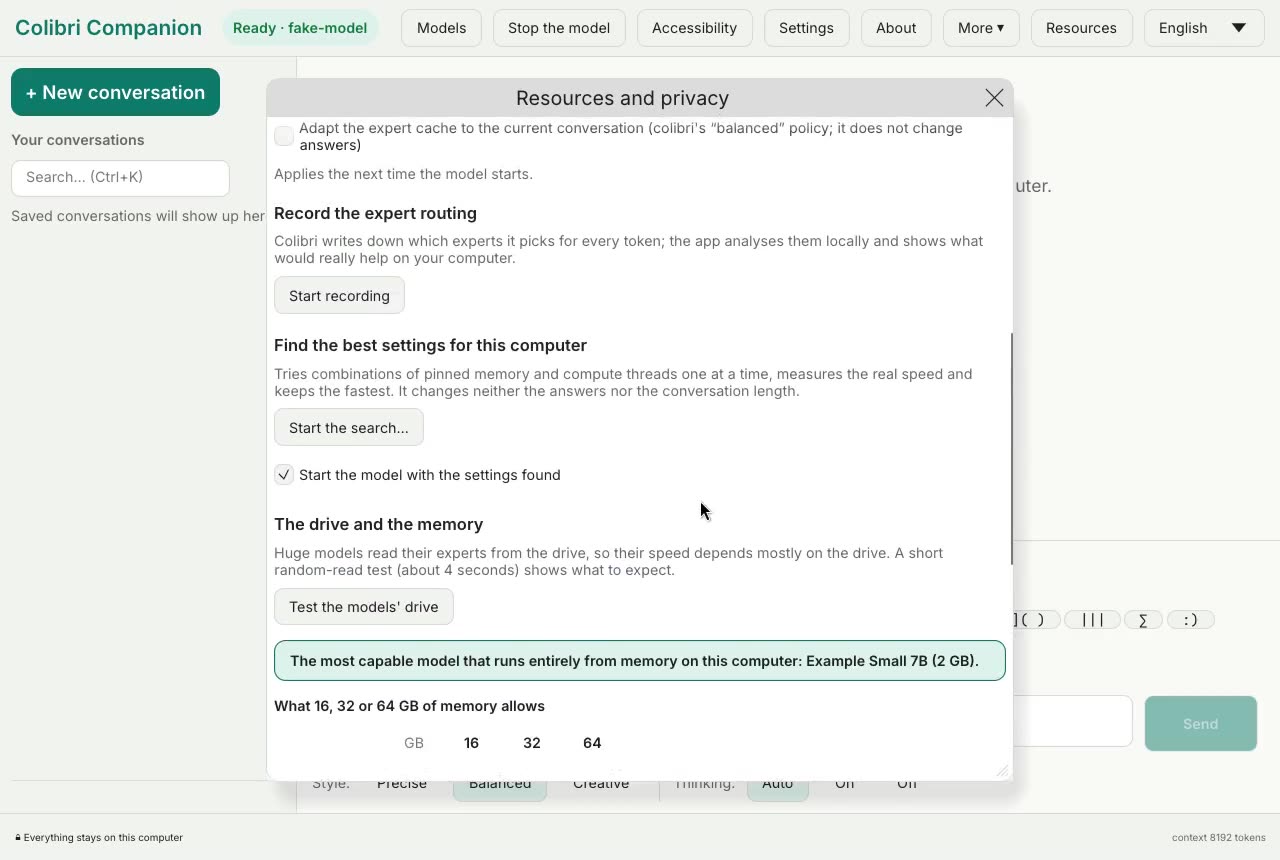 Colibri Companion
Ready · fake-model
Models
Stop the model
Accessibility
Settings
About
More ▾
Resources
English
+ New conversation
Your conversations
Search... (Ctrl+K)
Saved conversations will show up her
Resources and privacy
Adapt the expert cache to the current conversation (colibri's “balanced” policy; it does not change
answers)
Applies the next time the model starts.
Record the expert routing
Colibri writes down which experts it picks for every token; the app analyses them locally and shows what
would really help on your computer.
Start recording
Find the best settings for this computer
Tries combinations of pinned memory and compute threads one at a time, measures the real speed and
keeps the fastest. It changes neither the answers nor the conversation length.
Start the search...
Start the model with the settings found
The drive and the memory
Huge models read their experts from the drive, so their speed depends mostly on the drive. A short
random-read test (about 4 seconds) shows what to expect.
Test the models' drive
The most capable model that runs entirely from memory on this computer: Example Small 7B (2 GB).
What 16, 32 or 64 GB of memory allows
GB 16 32 64
uter.
]( ) ||| ∑ :)
Send
Style: Precise Balanced Creative Thinking: Auto On Off
Everything stays on this computer
context 8192 tokens